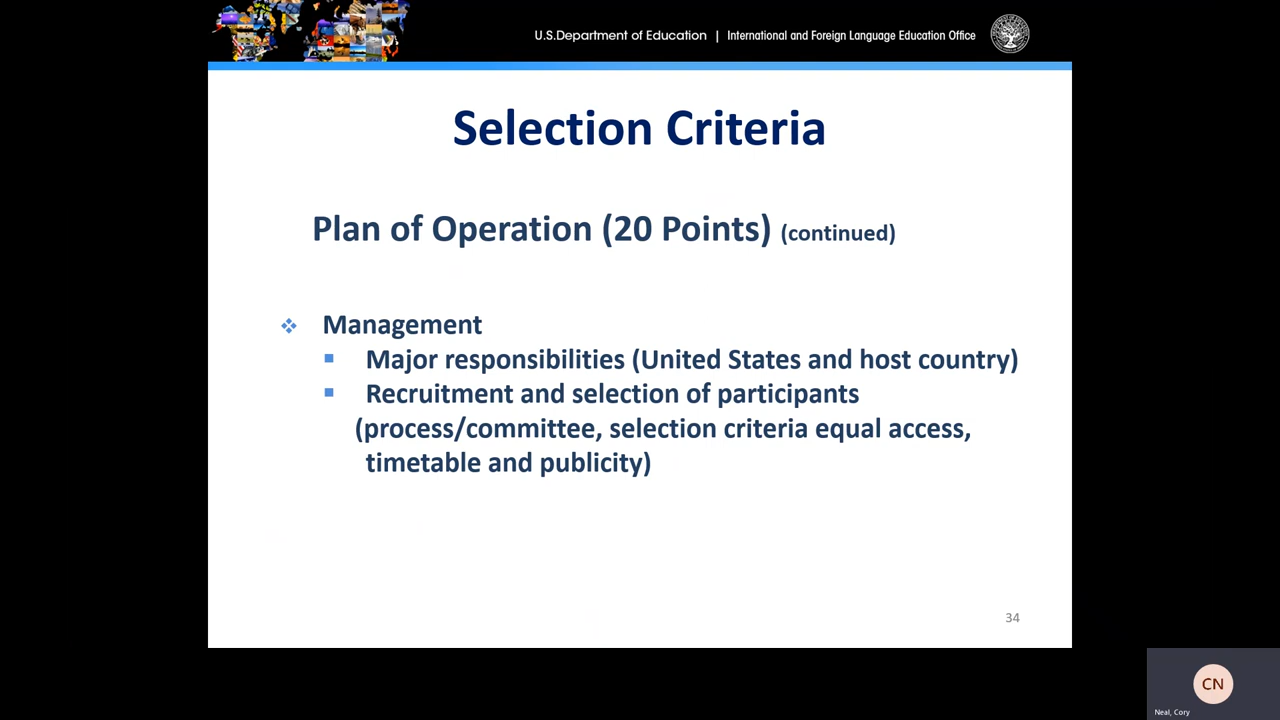 U.S.Department of Education | International and Foreign Language Education Office
Selection Criteria
Plan of Operation (20 Points) (continued)
Management
Major responsibilities (United States and host country)
Recruitment and selection of participants
(process/committee, selection criteria equal access,
timetable and publicity)
34
CN
Neal, Cory